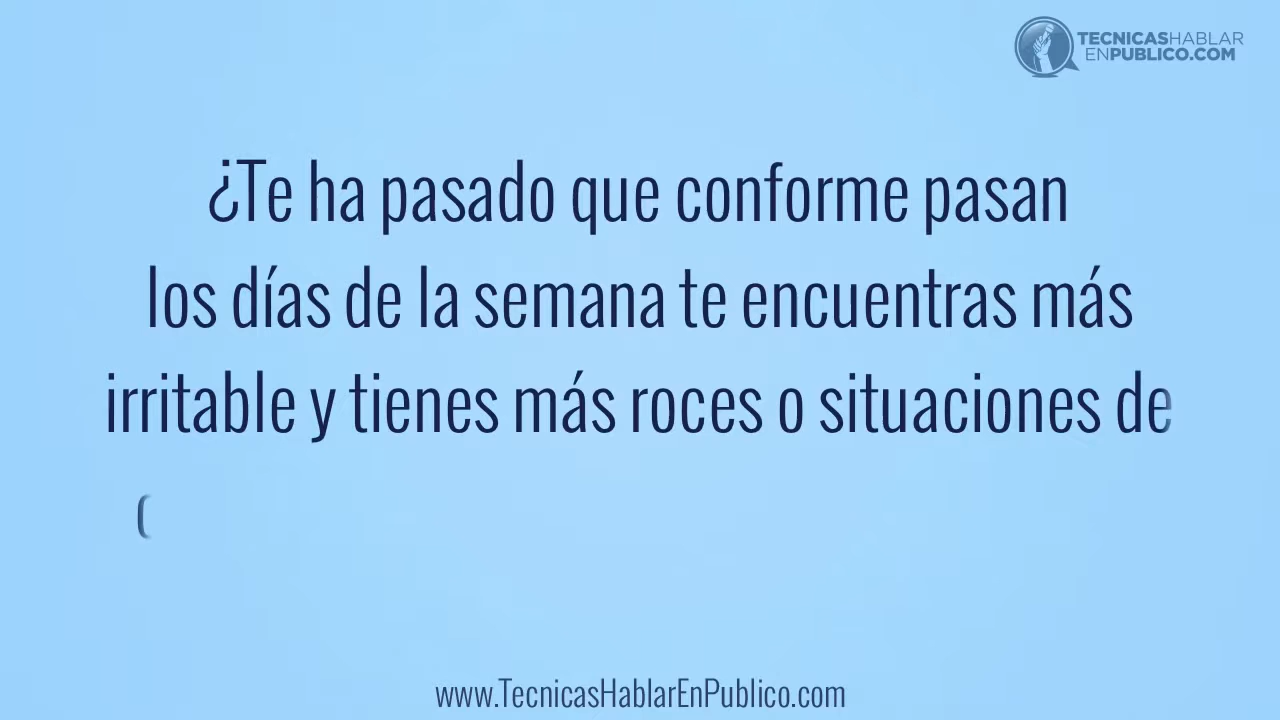 TECNICASHABLAR
ENPUBLICO.COM
¿Te ha pasado que conforme pasan
los días de la semana te encuentras más
irritable y tienes más roces o situaciones de
www.TecnicasHablarEnPublico.com